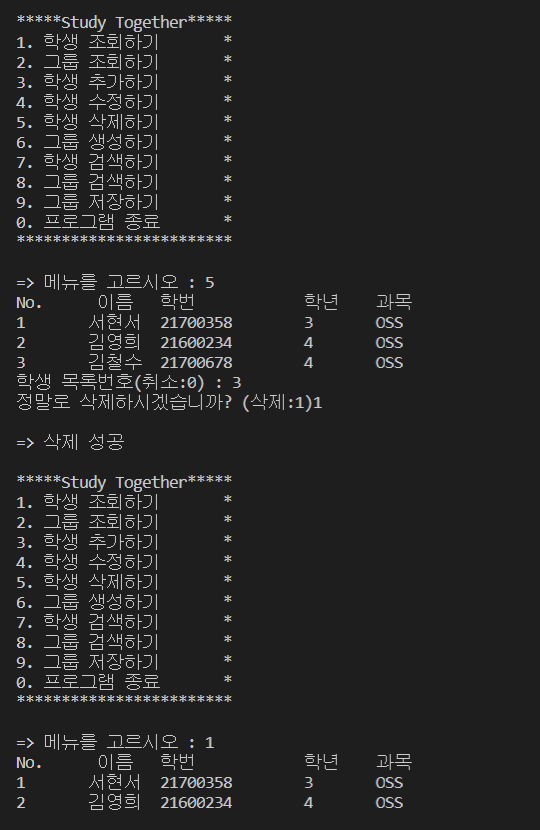 *****Study Together*****
1. 학생 조회하기 *
2. 그룹 조회하기 *
3. 학생 추가하기 *
4. 학생 수정하기 *
5. 학생 삭제하기 *
6. 그룹 생성하기 *
7. 학생 검색하기 *
8. 그룹 검색하기 *
9. 그룹 저장하기 *
0. 프로그램 종료 *
************************
=> 메뉴를 고르시오 : 5
No. 이름 학번 학년 과목
1 서현서 21700358 3 OSS
2 김영희 21600234 4 OSS
3 김철수 21700678 4 OSS
학생 목록번호(취소:0) : 3
정말로 삭제하시겠습니까? (삭제:1)1
=> 삭제 성공
*****Study Together*****
1. 학생 조회하기 *
2. 그룹 조회하기 *
3. 학생 추가하기 *
4. 학생 수정하기 *
5. 학생 삭제하기 *
6. 그룹 생성하기 *
7. 학생 검색하기 *
8. 그룹 검색하기 *
9. 그룹 저장하기 *
0. 프로그램 종료 *
************************
=> 메뉴를 고르시오 : 1
No. 이름 학번 학년 과목
1 서현서 21700358 3 OSS
2 김영희 21600234 4 OSS